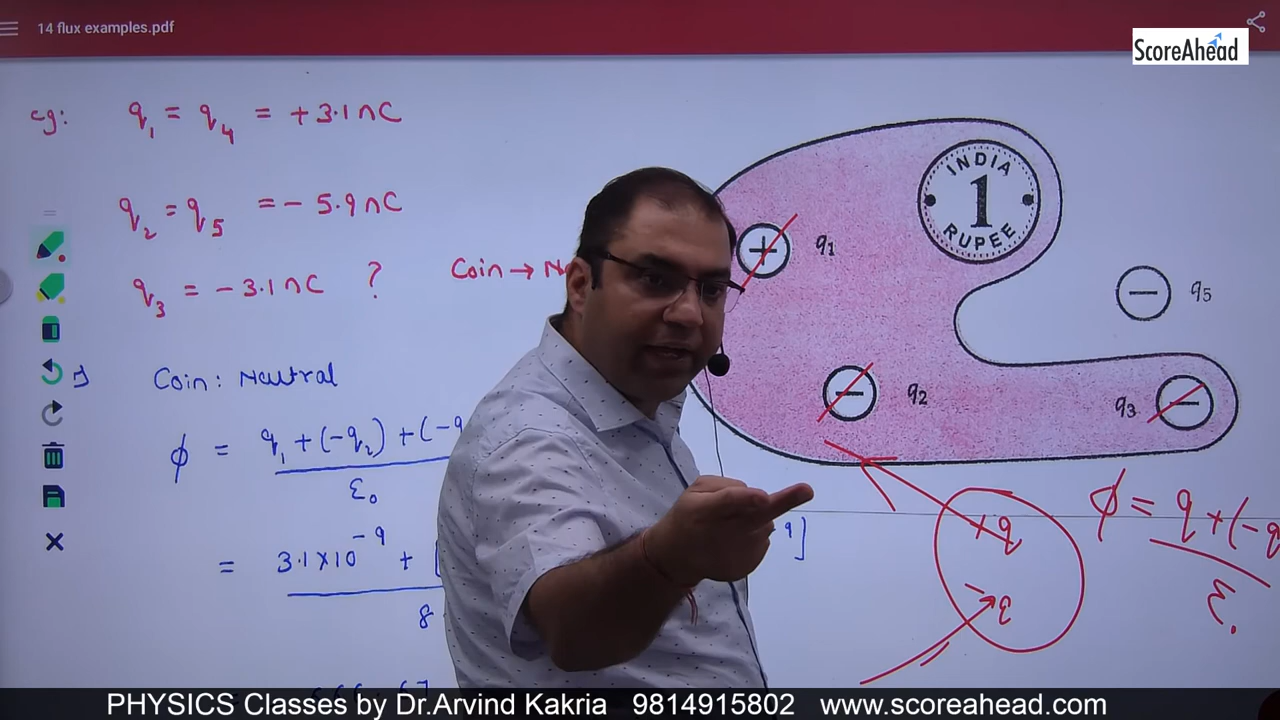 14 flux examples.pdf
ScoreAhead
eg: q₁ = q₄ = +3.1 nC
q₂ = q₅ = - 5.9 nC
q₃ = - 3.1 nC ?
Coin →
Coin : Neutral
ϕ = q₁ + (-q₂) + (-q
ε₀
= 3.1×10⁻⁹ + [
8
INDIA
1
RUPEE
+ q₁
- q₅
- q₂
q₃ -
+q
-q
ϕ = q+(-q
ε₀
PHYSICS Classes by Dr.Arvind Kakria 9814915802 www.scoreahead.com